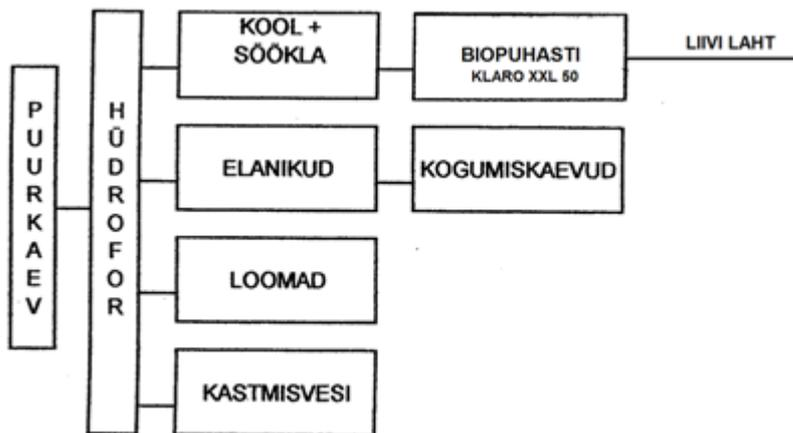 PUURKAEV
HÜDROFOR
KOOL +
SÖÖKLA
BIOPUHASTI
KLARO XXL 50
LIIVI LAHT
ELANIKUD
KOGUMISKAEVUD
LOOMAD
KASTMISVESI